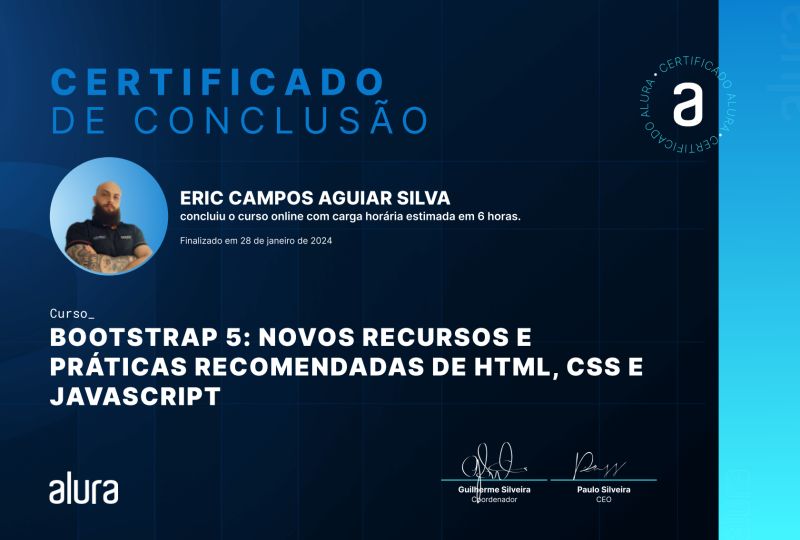 CERTIFICADO
DE CONCLUSÃO
CERTIFICADO ALURA • CERTIFICADO ALURA •
a
ERIC CAMPOS AGUIAR SILVA
concluiu o curso online com carga horária estimada em 6 horas.
Finalizado em 28 de janeiro de 2024
Curso_
BOOTSTRAP 5: NOVOS RECURSOS E
PRÁTICAS RECOMENDADAS DE HTML, CSS E
JAVASCRIPT
alura
Guilherme Silveira
Coordenador
Paulo Silveira
CEO